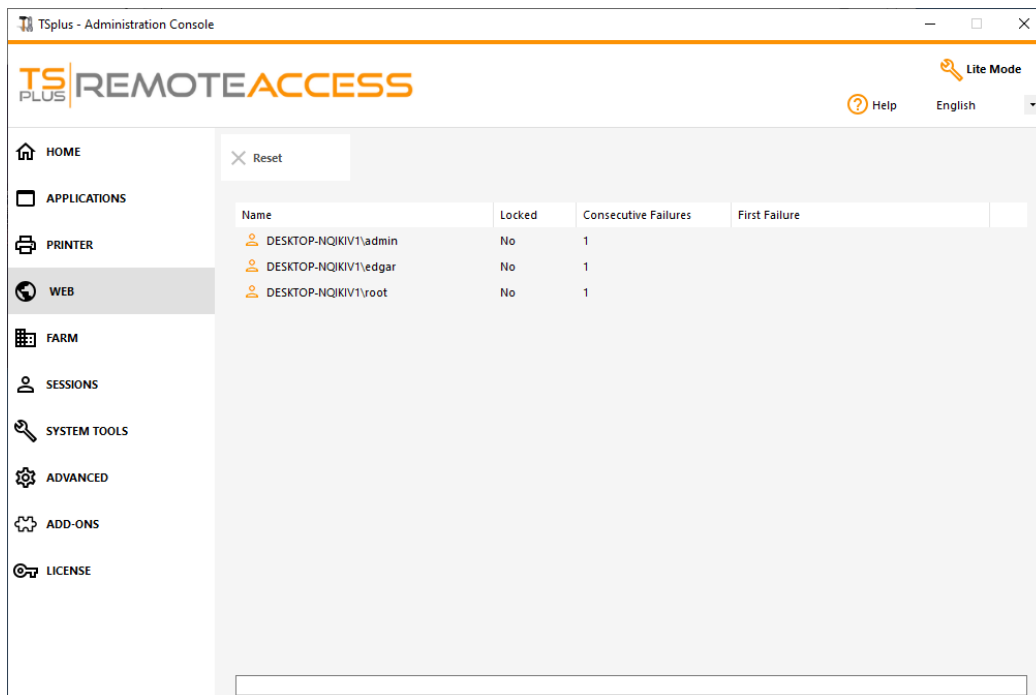 TSplus - Administration Console
TS PLUS REMOTEACCESS
Lite Mode
Help English
HOME
APPLICATIONS
PRINTER
WEB
FARM
SESSIONS
SYSTEM TOOLS
ADVANCED
ADD-ONS
LICENSE
Reset
Name Locked Consecutive Failures First Failure
DESKTOP-NQIKIV1\admin No 1
DESKTOP-NQIKIV1\edgar No 1
DESKTOP-NQIKIV1\root No 1